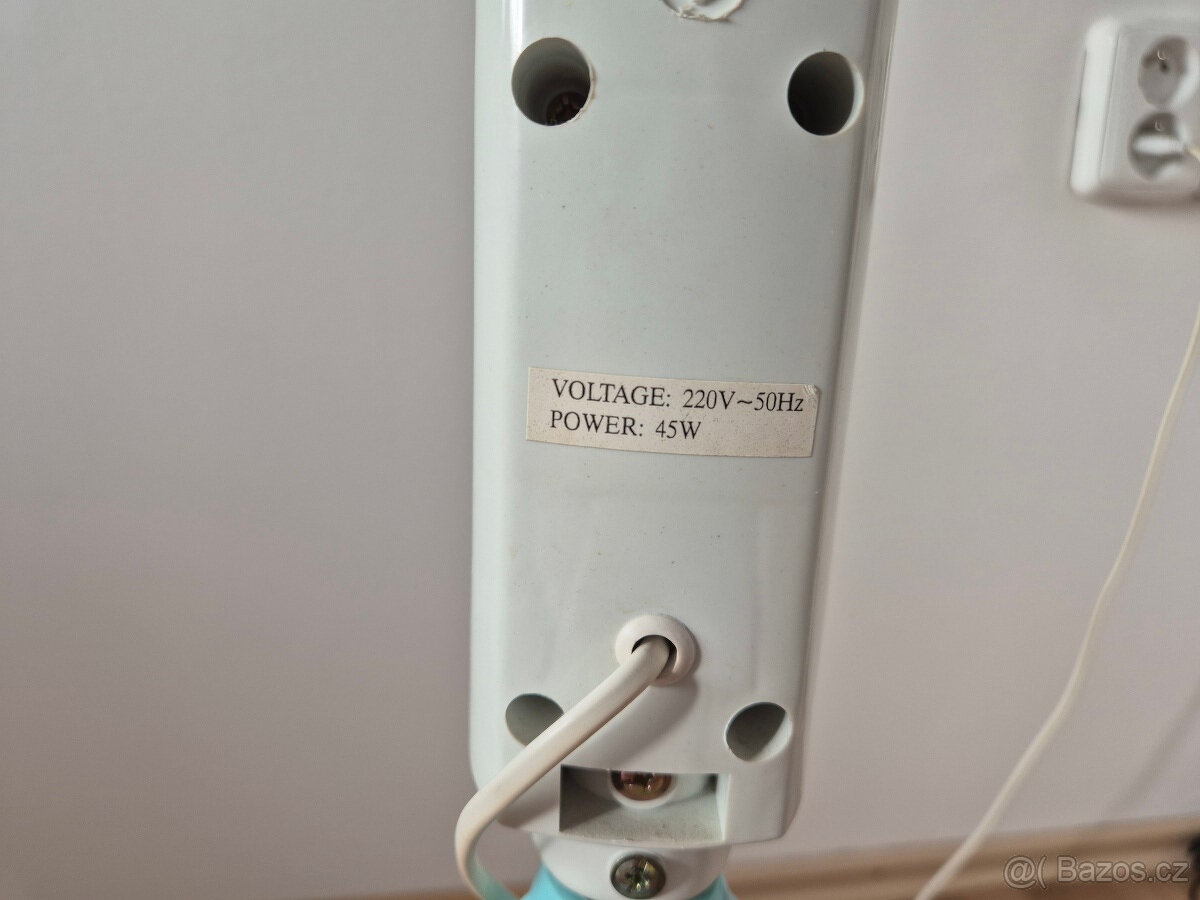 VOLTAGE: 220V~50Hz
POWER: 45W
@( Bazos.cz